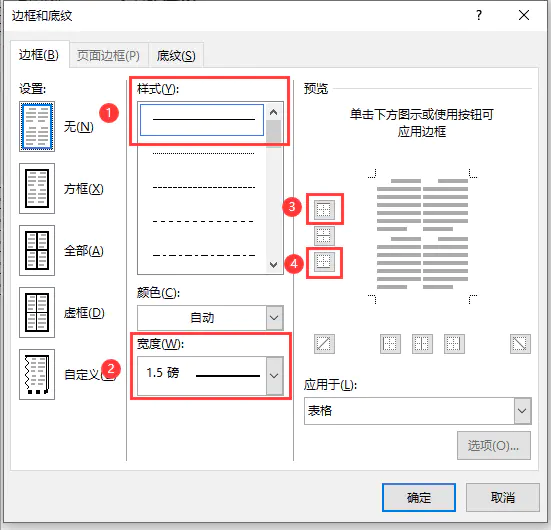 边框和底纹
边框(B)
页面边框(P)
底纹(S)
设置:
无(N)
方框(X)
全部(A)
虚框(D)
自定义
1
样式(Y):
颜色(C):
自动
2
宽度(W):
1.5 磅
预览
单击下方图示或使用按钮可
应用边框
3
4
应用于(L):
表格
选项(O)...
确定
取消